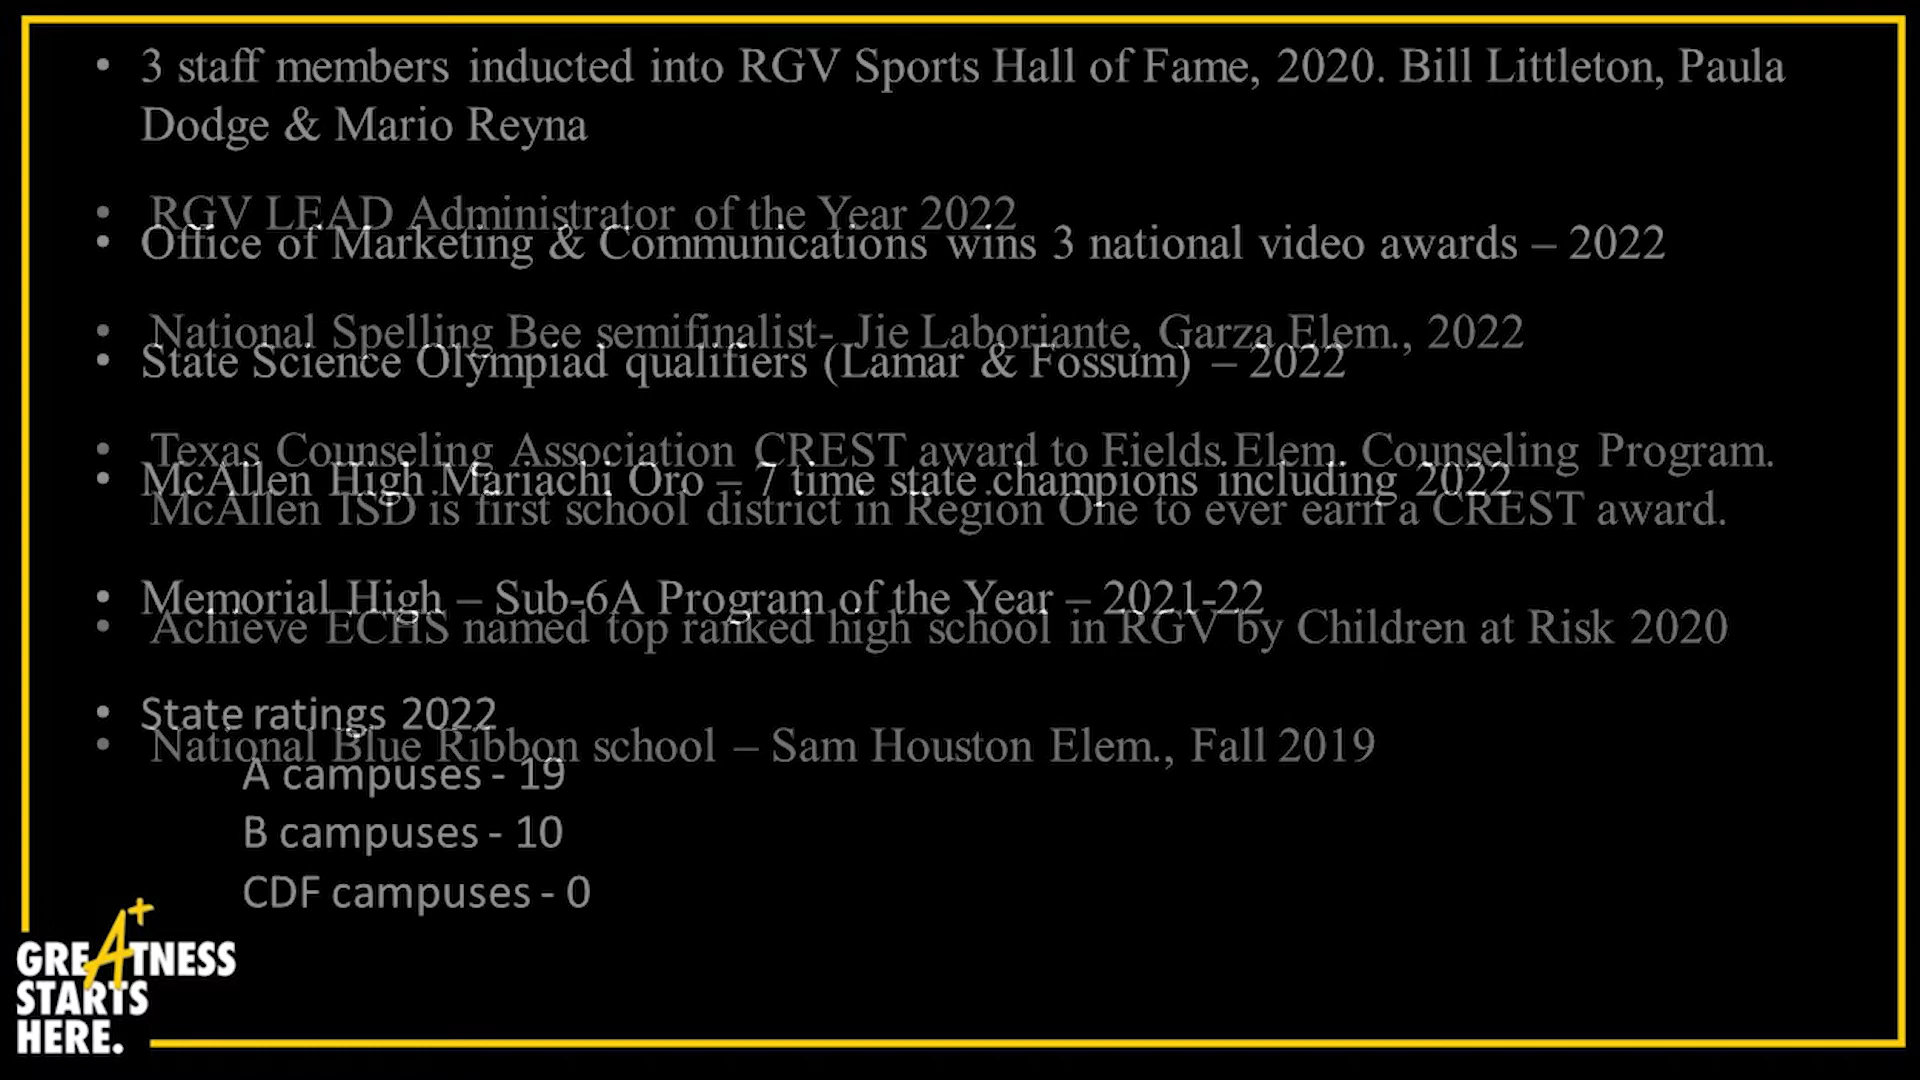 • 3 staff members inducted into RGV Sports Hall of Fame, 2020. Bill Littleton, Paula
Dodge & Mario Reyna
• RGV LEAD Administrator of the Year 2022
• Office of Marketing & Communications wins 3 national video awards – 2022
• National Spelling Bee semifinalist- Jie Laboriante, Garza Elem., 2022
• State Science Olympiad qualifiers (Lamar & Fossum) – 2022
• Texas Counseling Association CREST award to Fields Elem. Counseling Program.
• McAllen High Mariachi Oro – 7 time state champions including 2022
McAllen ISD is first school district in Region One to ever earn a CREST award.
• Memorial High – Sub-6A Program of the Year – 2021-22
• Achieve ECHS named top ranked high school in RGV by Children at Risk 2020
• State ratings 2022
• National Blue Ribbon school – Sam Houston Elem., Fall 2019
A campuses - 19
B campuses - 10
CDF campuses - 0
GREA+TNESS
STARTS
HERE.